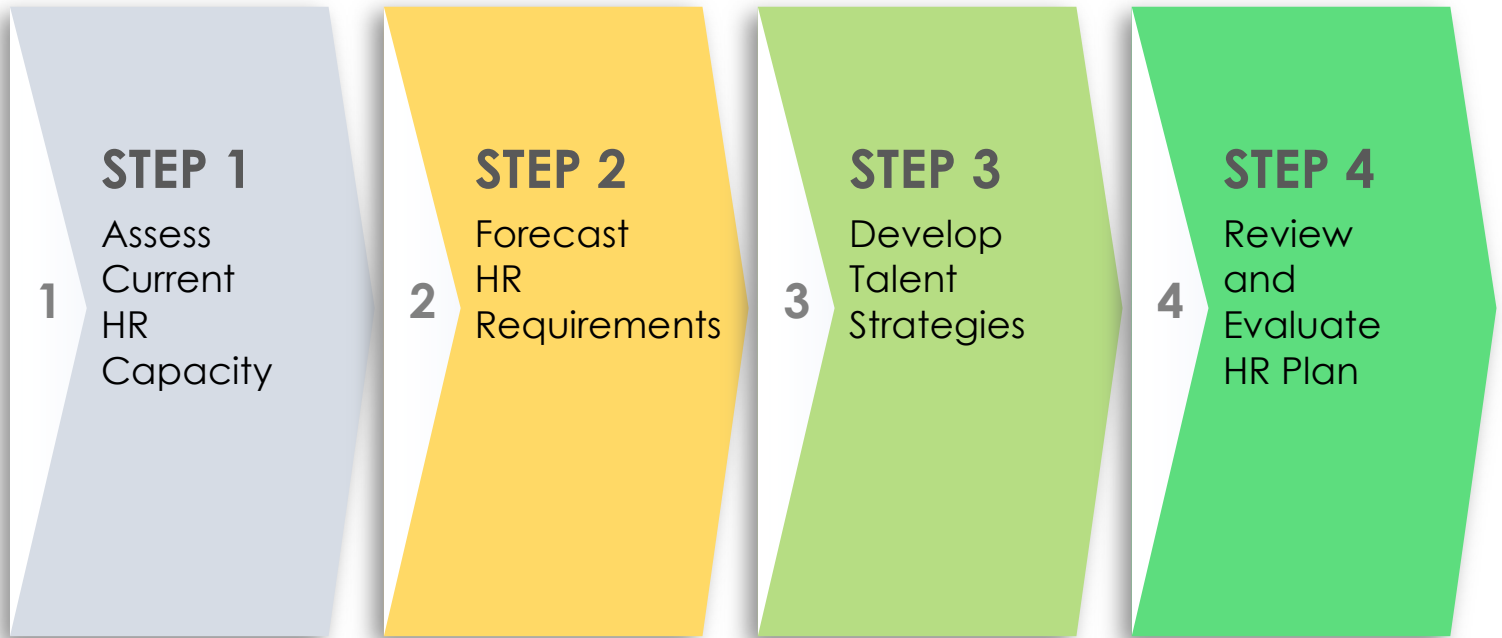 1
STEP 1
Assess
Current
HR
Capacity
2
STEP 2
Forecast
HR
Requirements
3
STEP 3
Develop
Talent
Strategies
4
STEP 4
Review
and
Evaluate
HR Plan